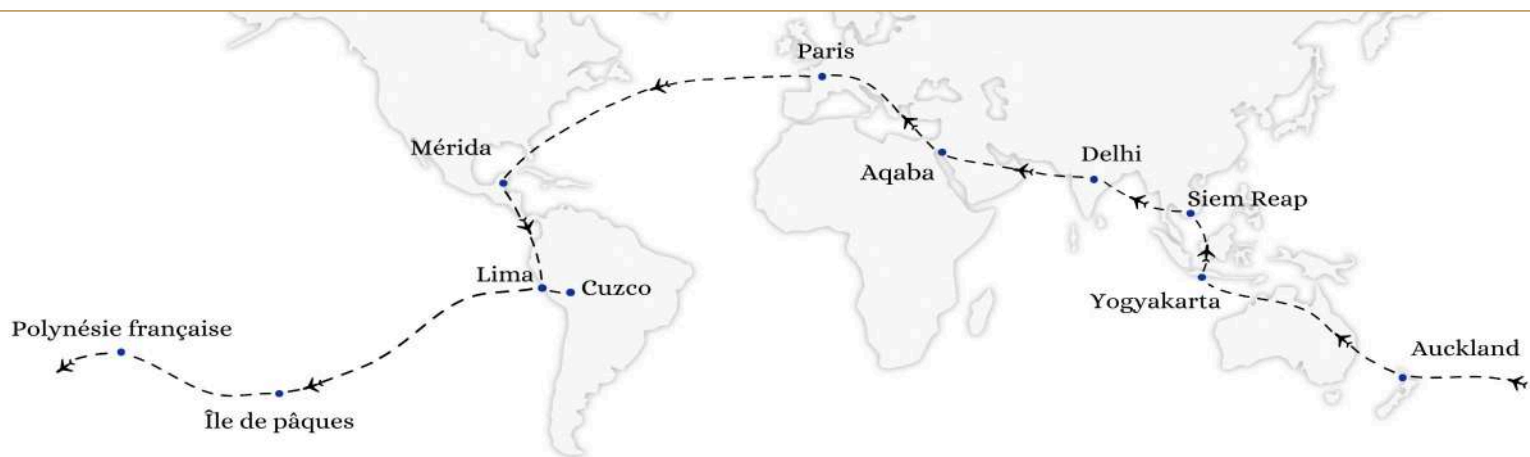 Paris
Mérida
Aqaba
Delhi
Siem Reap
Lima
Cuzco
Yogyakarta
Polynésie française
Auckland
Île de pâques